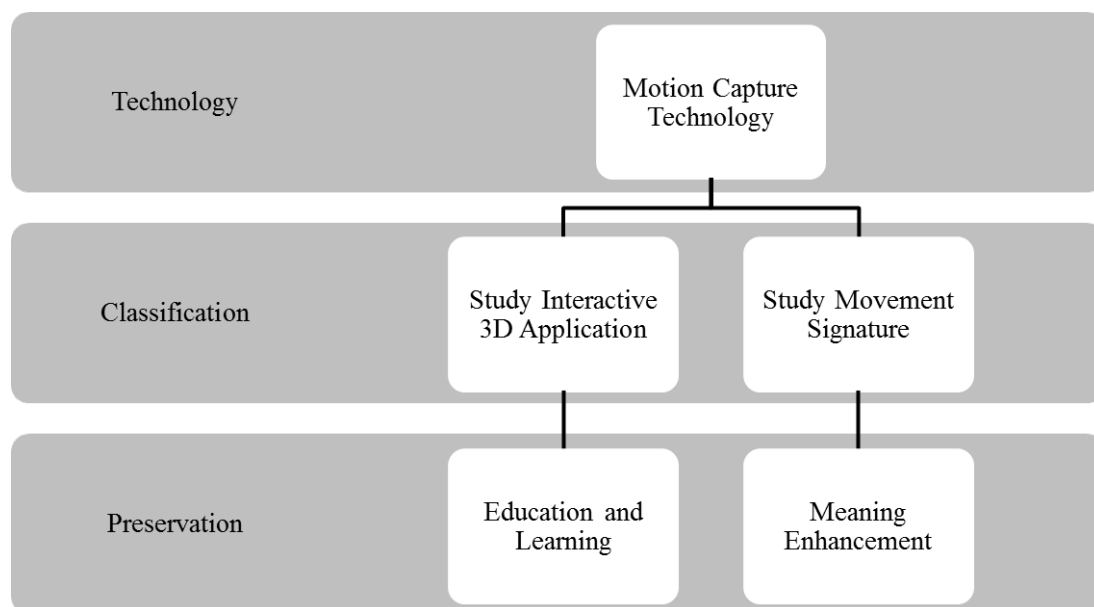 Technology
Motion Capture
Technology
Classification
Study Interactive
3D Application
Study Movement
Signature
Preservation
Education and
Learning
Meaning
Enhancement